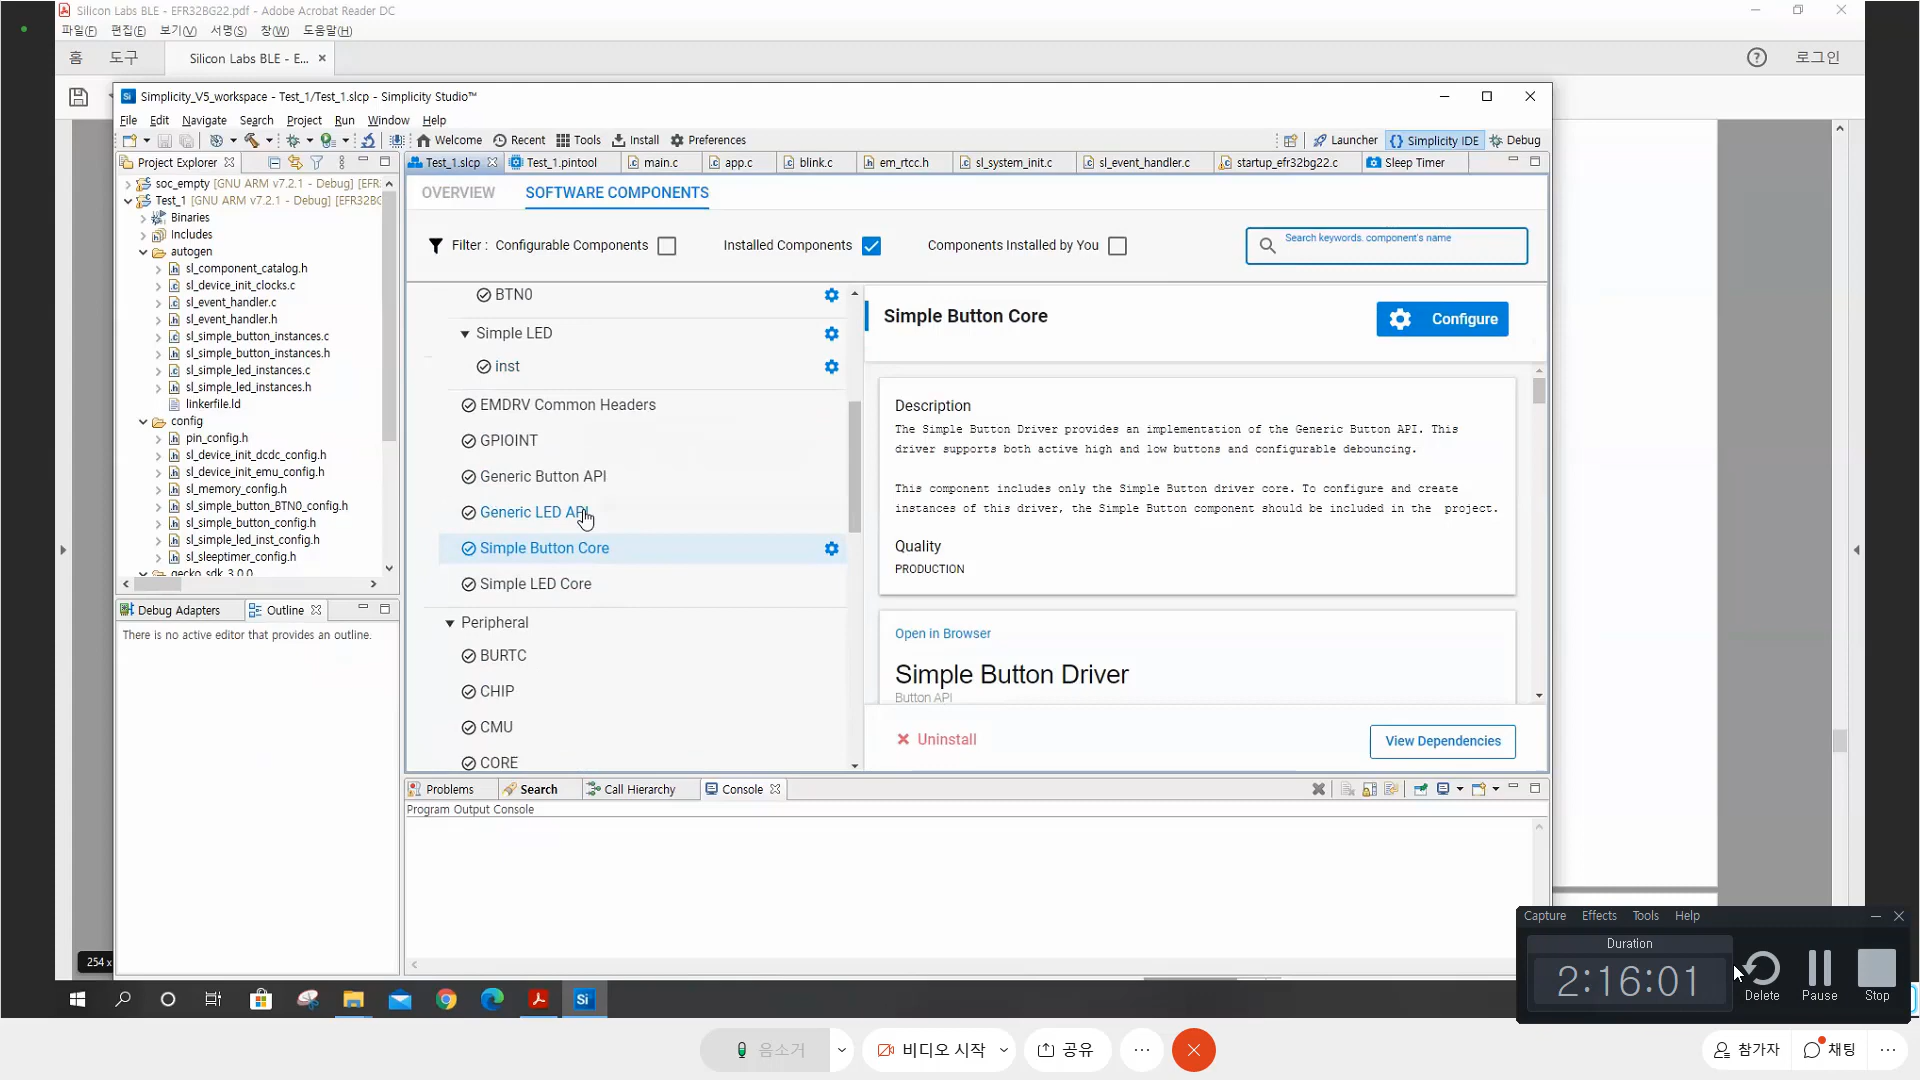 Silicon Labs BLE - EFR32BG22.pdf - Adobe Acrobat Reader DC
파일(F) 편집(E) 보기(V) 서명(S) 창(W) 도움말(H)
홈 도구 Silicon Labs BLE - E... 로그인
Simplicity_V5_workspace - Test_1/Test_1.slcp - Simplicity Studio™
File Edit Navigate Search Project Run Window Help
Welcome Recent Tools Install Preferences Launcher Simplicity IDE Debug
Project Explorer
Test_1.slcp Test_1.pintool main.c app.c blink.c em_rtcc.h sl_system_init.c sl_event_handler.c startup_efr32bg22.c Sleep Timer
soc_empty [GNU ARM v7.2.1 - Debug] [EFR
Test_1 [GNU ARM v7.2.1 - Debug] [EFR32BG
Binaries
Includes
autogen
sl_component_catalog.h
sl_device_init_clocks.c
sl_event_handler.c
sl_event_handler.h
sl_simple_button_instances.c
sl_simple_button_instances.h
sl_simple_led_instances.c
sl_simple_led_instances.h
linkerfile.ld
config
pin_config.h
sl_device_init_dcdc_config.h
sl_device_init_emu_config.h
sl_memory_config.h
sl_simple_button_BTN0_config.h
sl_simple_button_config.h
sl_simple_led_inst_config.h
sl_sleeptimer_config.h
gecko_sdk_3.0.0
Debug Adapters Outline
There is no active editor that provides an outline.
OVERVIEW SOFTWARE COMPONENTS
Filter : Configurable Components Installed Components Components Installed by You Search keywords, component's name
BTN0
Simple LED
inst
EMDRV Common Headers
GPIOINT
Generic Button API
Generic LED API
Simple Button Core
Simple LED Core
Peripheral
BURTC
CHIP
CMU
CORE
Simple Button Core Configure
Description
The Simple Button Driver provides an implementation of the Generic Button API. This
driver supports both active high and low buttons and configurable debouncing.
This component includes only the Simple Button driver core. To configure and create
instances of this driver, the Simple Button component should be included in the project.
Quality
PRODUCTION
Open in Browser
Simple Button Driver
Button API
Uninstall View Dependencies
Problems Search Call Hierarchy Console
Program Output Console
254 x
Capture Effects Tools Help
Duration
2:16:01
Delete Pause Stop
음소거 비디오 시작 공유 참가자 채팅